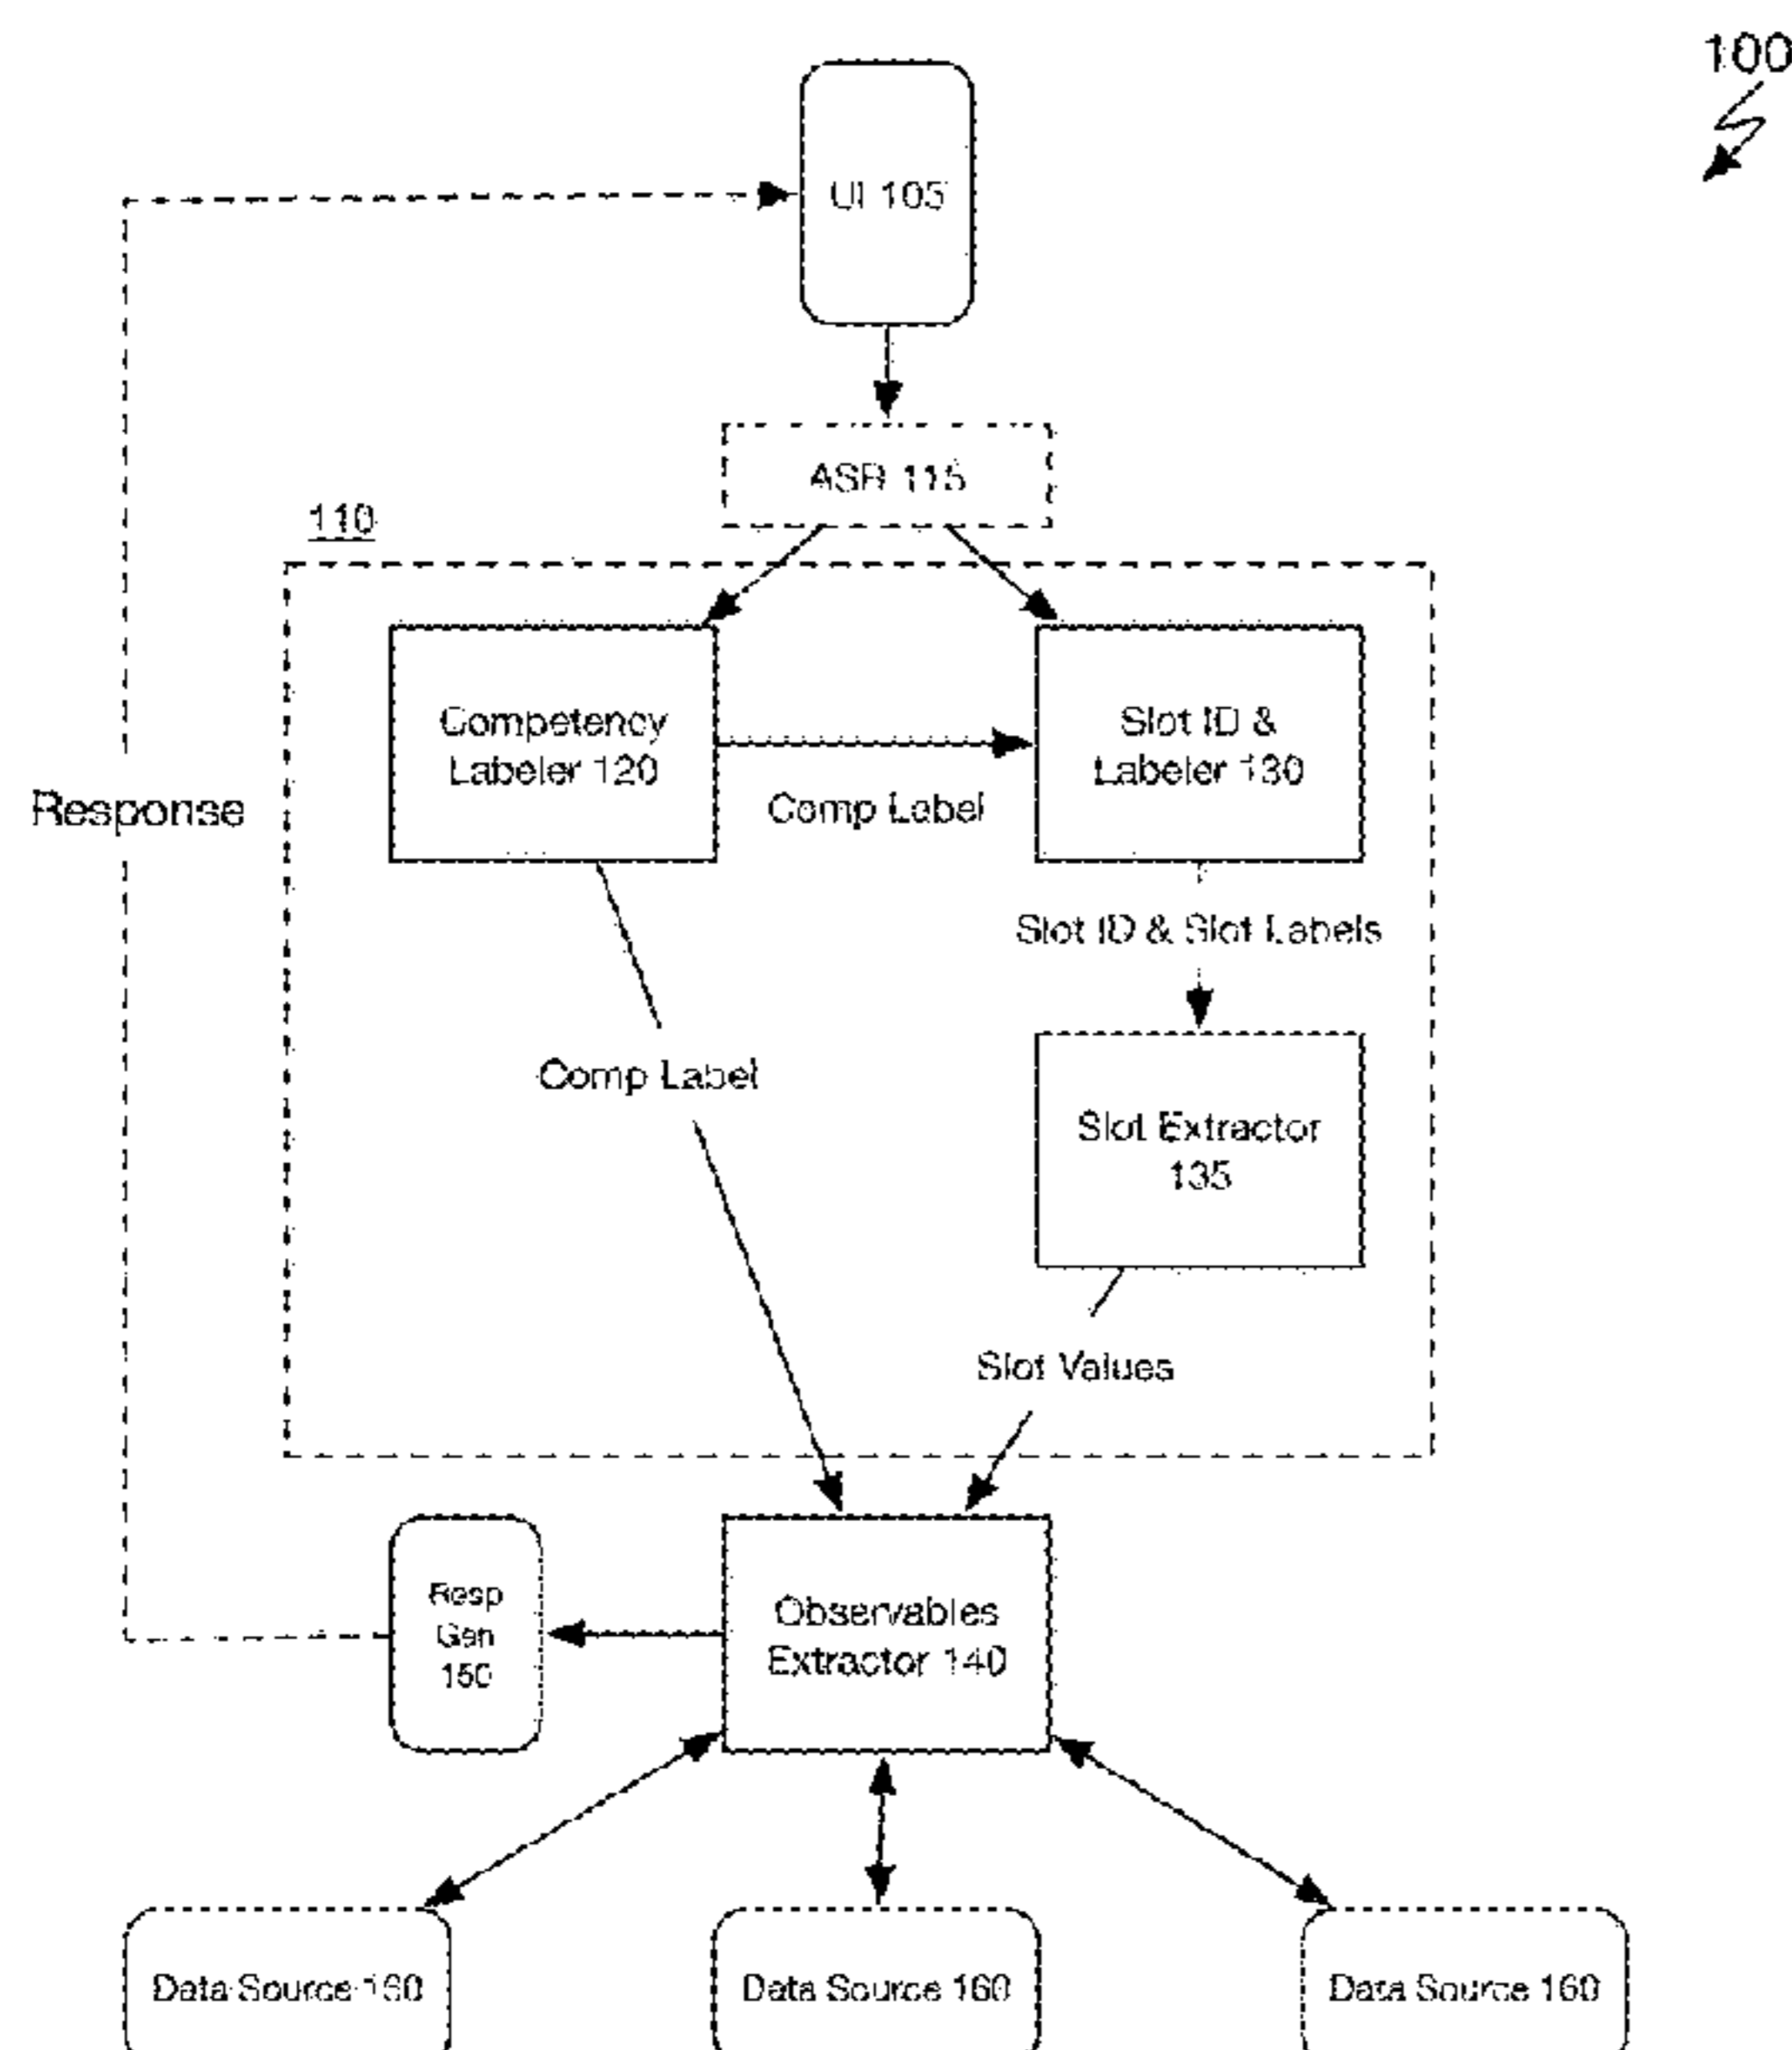 100
UI 105
ASR 115
110
Competency
Labeler 120
Slot ID &
Labeler 130
Comp Label
Response
Slot ID & Slot Labels
Comp Label
Slot Extractor
135
Slot Values
Resp
Gen
150
Observables
Extractor 140
Data Source 160
Data Source 160
Data Source 160